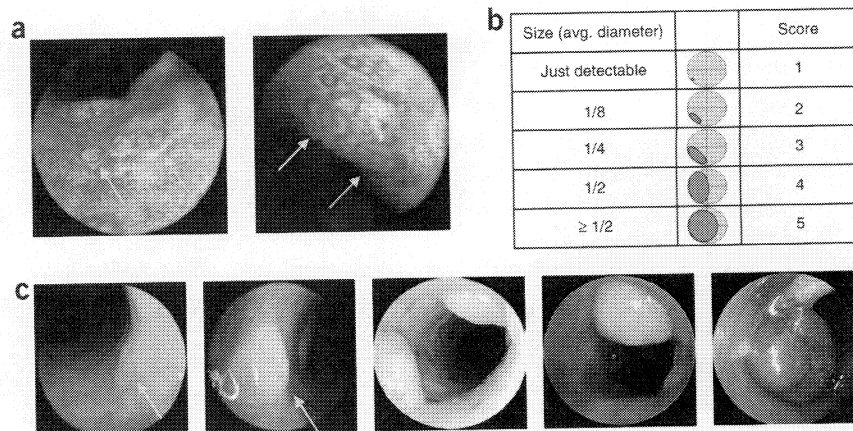 a
b
Size (avg. diameter) Score
Just detectable 1
1/8 2
1/4 3
1/2 4
≥ 1/2 5
c